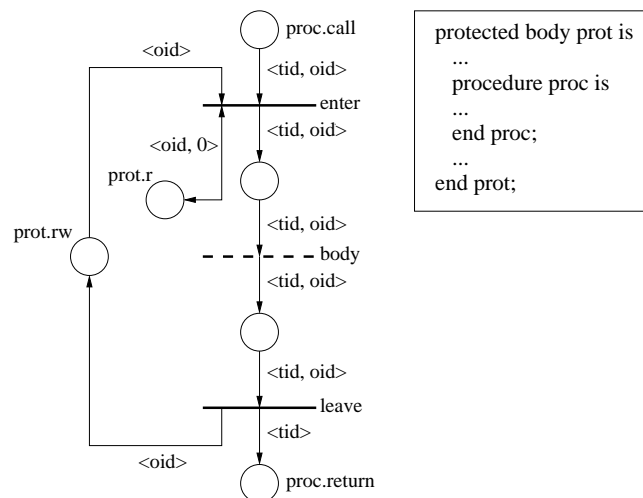 proc.call
<oid>
<tid, oid>
enter
<tid, oid>
<oid, 0>
prot.r
prot.rw
<tid, oid>
body
<tid, oid>
<tid, oid>
leave
<tid>
<oid>
proc.return
protected body prot is
...
procedure proc is
...
end proc;
...
end prot;